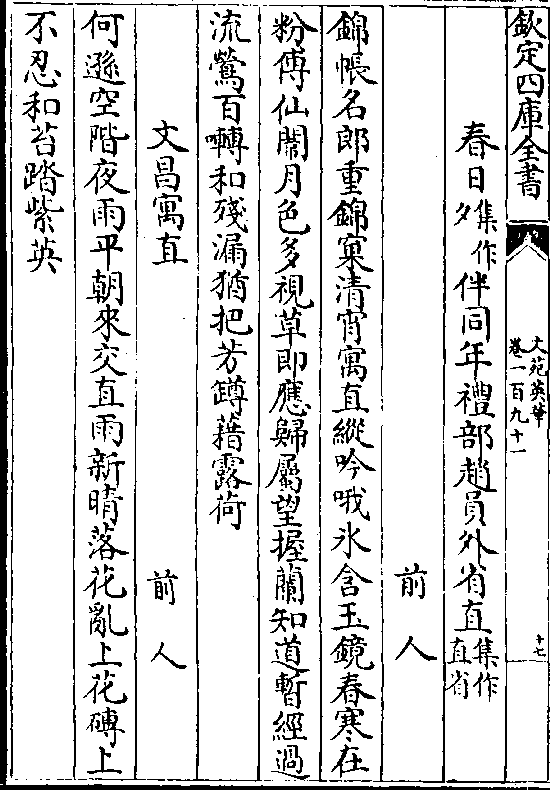 欽定四庫全書
文苑英華
卷一百九十一
十七
春日集作夕伴同年禮部趙員外省直集作直省
前人
錦帳名郎重錦窠清宵寓直縱吟哦氷含玉鏡春寒在
粉傅仙闈月色多視草即應歸屬望握蘭知道暫經過
流鶯百囀和殘漏猶把芳罇藉露荷
文昌寓直 前人
何遜空階夜雨平朝來交直雨新晴落花亂上花磚上
不忍和苔踏紫英